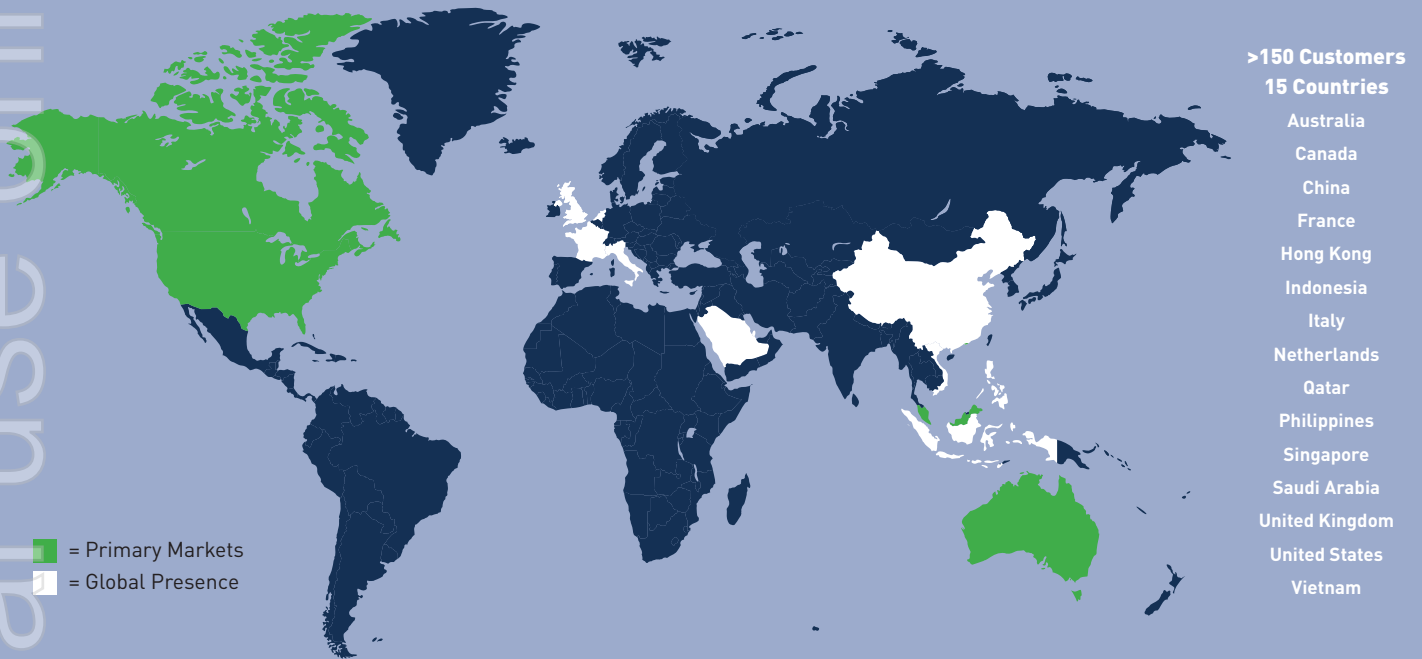 >150 Customers
15 Countries
Australia
Canada
China
France
Hong Kong
Indonesia
Italy
Netherlands
Qatar
Philippines
Singapore
Saudi Arabia
United Kingdom
United States
Vietnam
= Primary Markets
= Global Presence